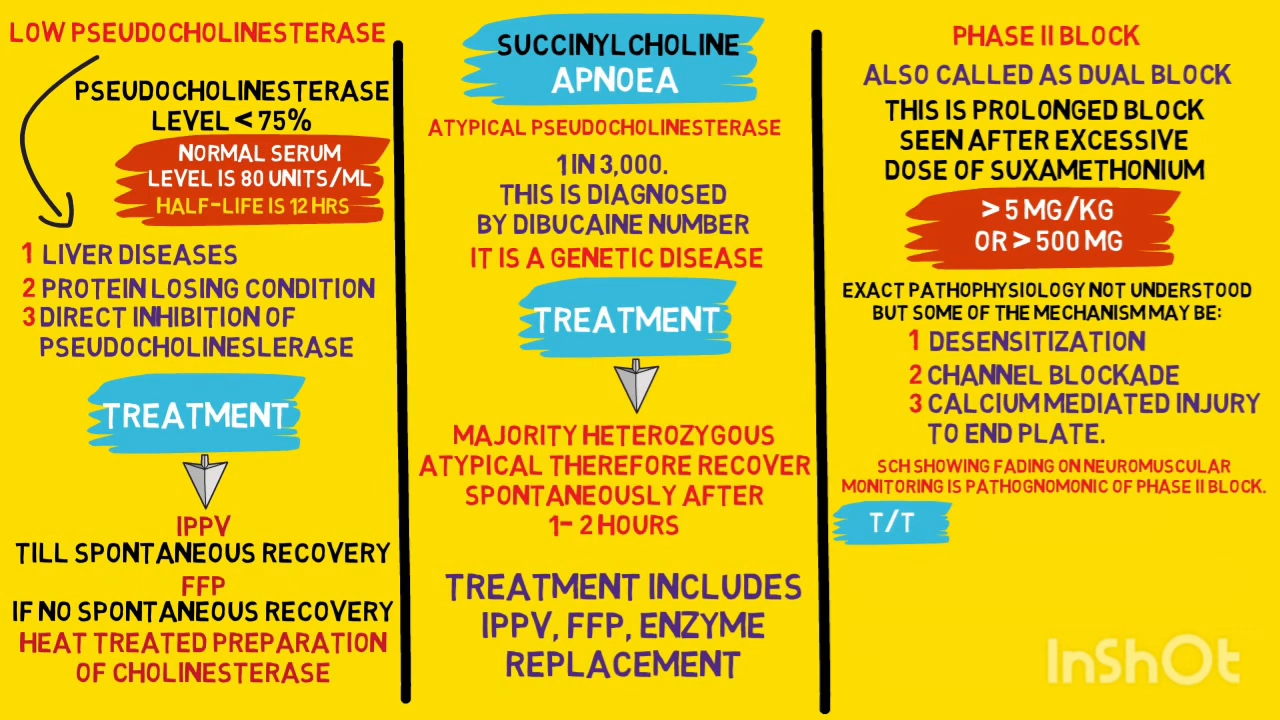 LOW PSEUDOCHOLINESTERASE
PSEUDOCHOLINESTERASE
LEVEL < 75%
NORMAL SERUM
LEVEL IS 80 UNITS/ML
HALF-LIFE IS 12 HRS
1 LIVER DISEASES
2 PROTEIN LOSING CONDITION
3 DIRECT INHIBITION OF
PSEUDOCHOLINESLERASE
TREATMENT
IPPV
TILL SPONTANEOUS RECOVERY
FFP
IF NO SPONTANEOUS RECOVERY
HEAT TREATED PREPARATION
OF CHOLINESTERASE
SUCCINYLCHOLINE
APNOEA
ATYPICAL PSEUDOCHOLINESTERASE
1 IN 3,000.
THIS IS DIAGNOSED
BY DIBUCAINE NUMBER
IT IS A GENETIC DISEASE
TREATMENT
MAJORITY HETEROZYGOUS
ATYPICAL THEREFORE RECOVER
SPONTANEOUSLY AFTER
1- 2 HOURS
TREATMENT INCLUDES
IPPV, FFP, ENZYME
REPLACEMENT
PHASE II BLOCK
ALSO CALLED AS DUAL BLOCK
THIS IS PROLONGED BLOCK
SEEN AFTER EXCESSIVE
DOSE OF SUXAMETHONIUM
> 5 MG/KG
OR > 500 MG
EXACT PATHOPHYSIOLOGY NOT UNDERSTOOD
BUT SOME OF THE MECHANISM MAY BE:
1 DESENSITIZATION
2 CHANNEL BLOCKADE
3 CALCIUM MEDIATED INJURY
TO END PLATE.
SCH SHOWING FADING ON NEUROMUSCULAR
MONITORING IS PATHOGNOMONIC OF PHASE II BLOCK.
T/T
InShOt